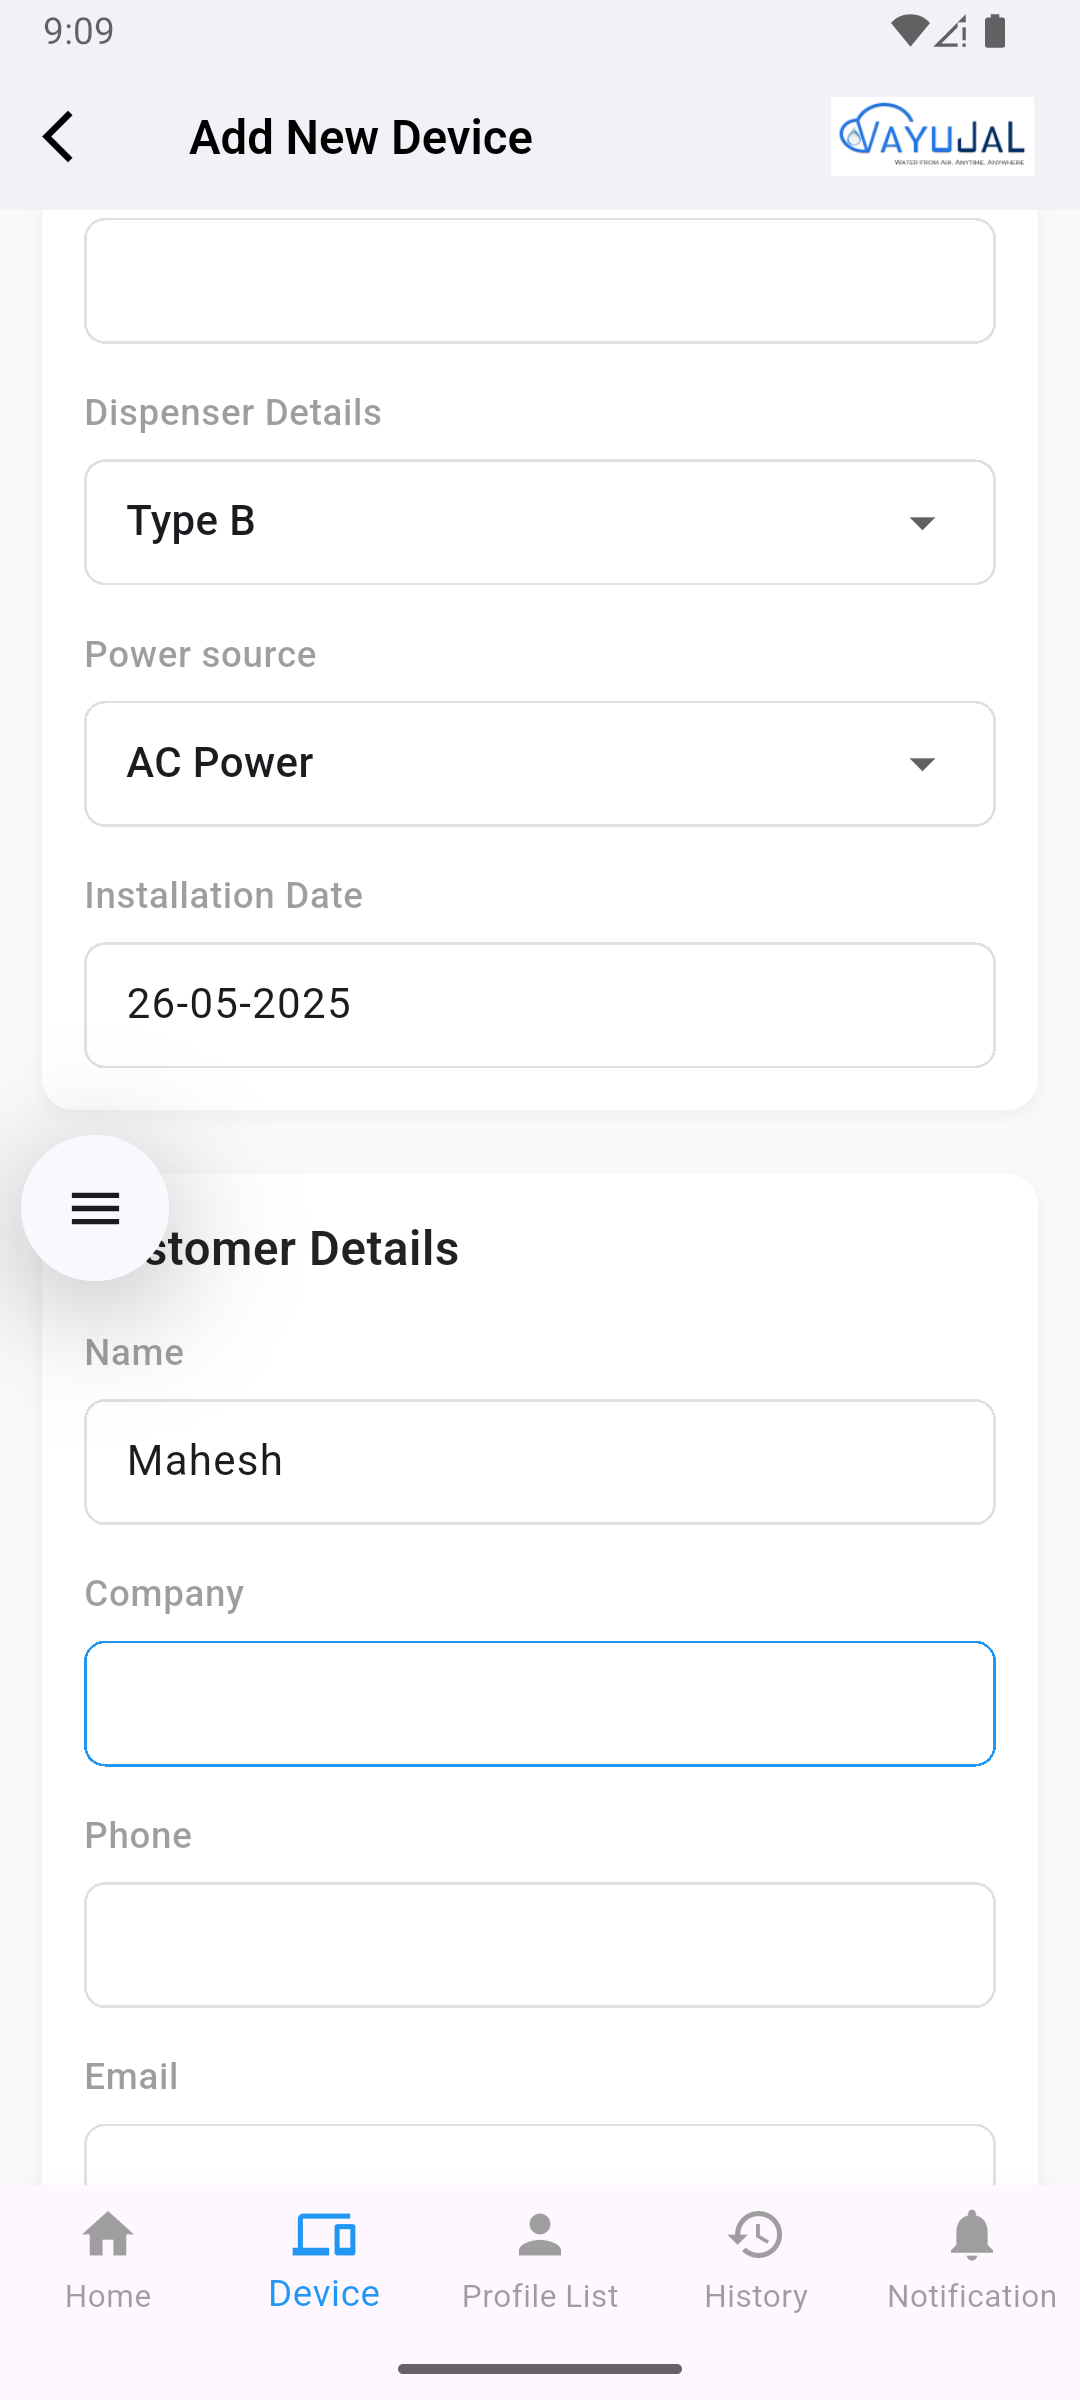 9:09
Add New Device
VAYUJAL
WATER FROM AIR, ANYTIME, ANYWHERE
Dispenser Details
Type B
Power source
AC Power
Installation Date
26-05-2025
stomer Details
Name
Mahesh
Company
Phone
Email
Home
Device
Profile List
History
Notification